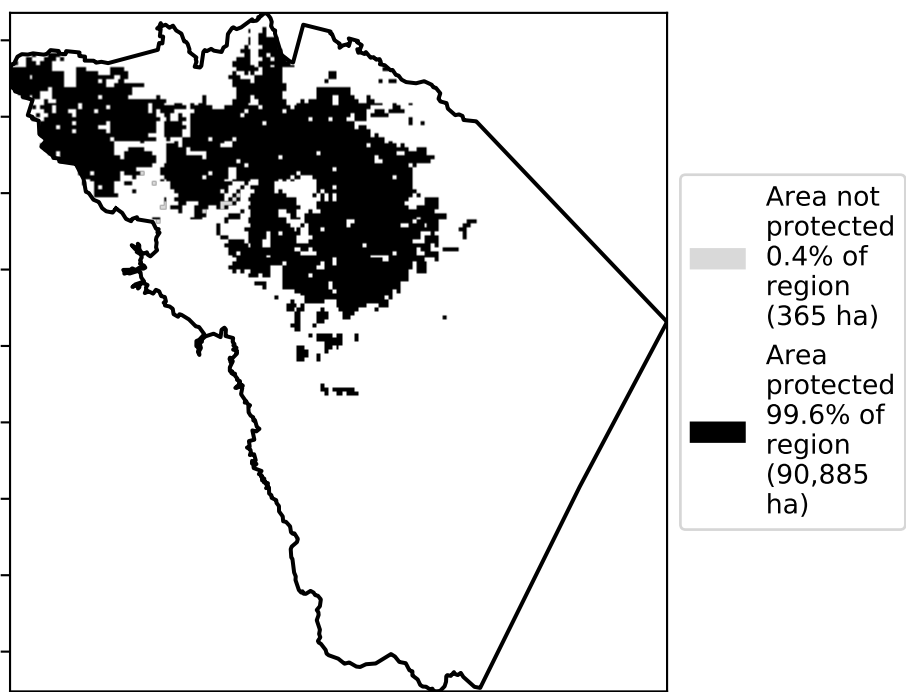 Area not
protected
0.4% of
region
(365 ha)
Area
protected
99.6% of
region
(90,885
ha)